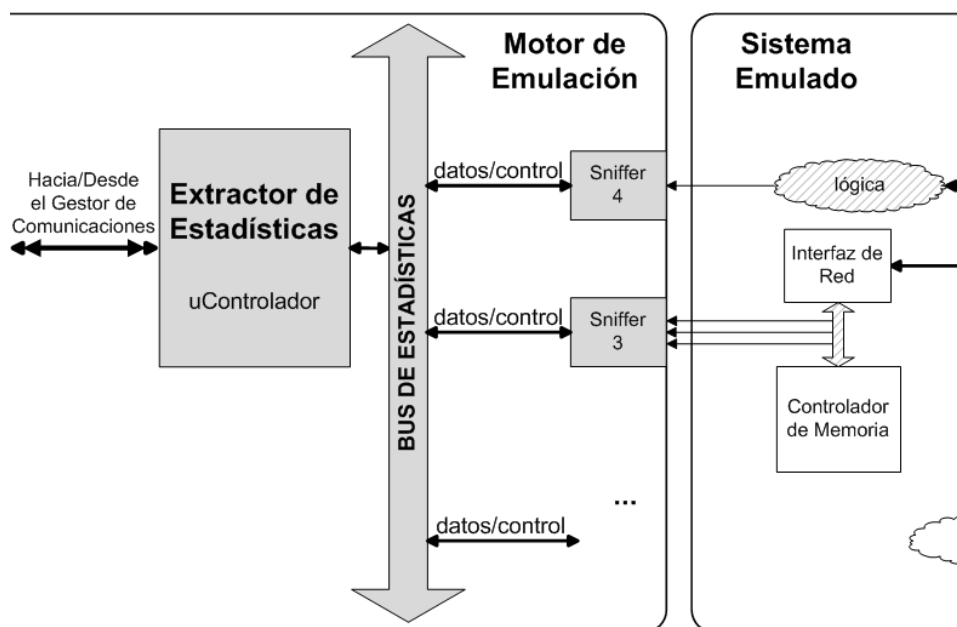 Motor de
Emulación
Sistema
Emulado
Hacia/Desde
el Gestor de
Comunicaciones
Extractor de
Estadísticas
uControlador
BUS DE ESTADÍSTICAS
datos/control
Sniffer
4
lógica
Interfaz de
Red
datos/control
Sniffer
3
Controlador
de Memoria
...
datos/control